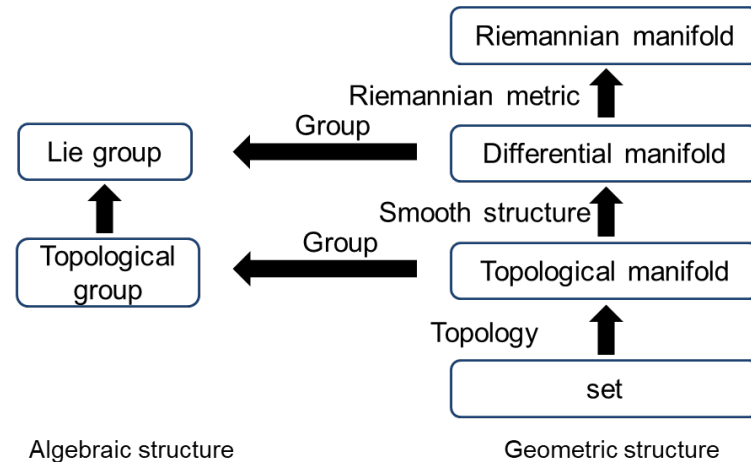 Riemannian manifold
Riemannian metric
Group
Lie group
Differential manifold
Smooth structure
Group
Topological
group
Topological manifold
Topology
set
Algebraic structure
Geometric structure